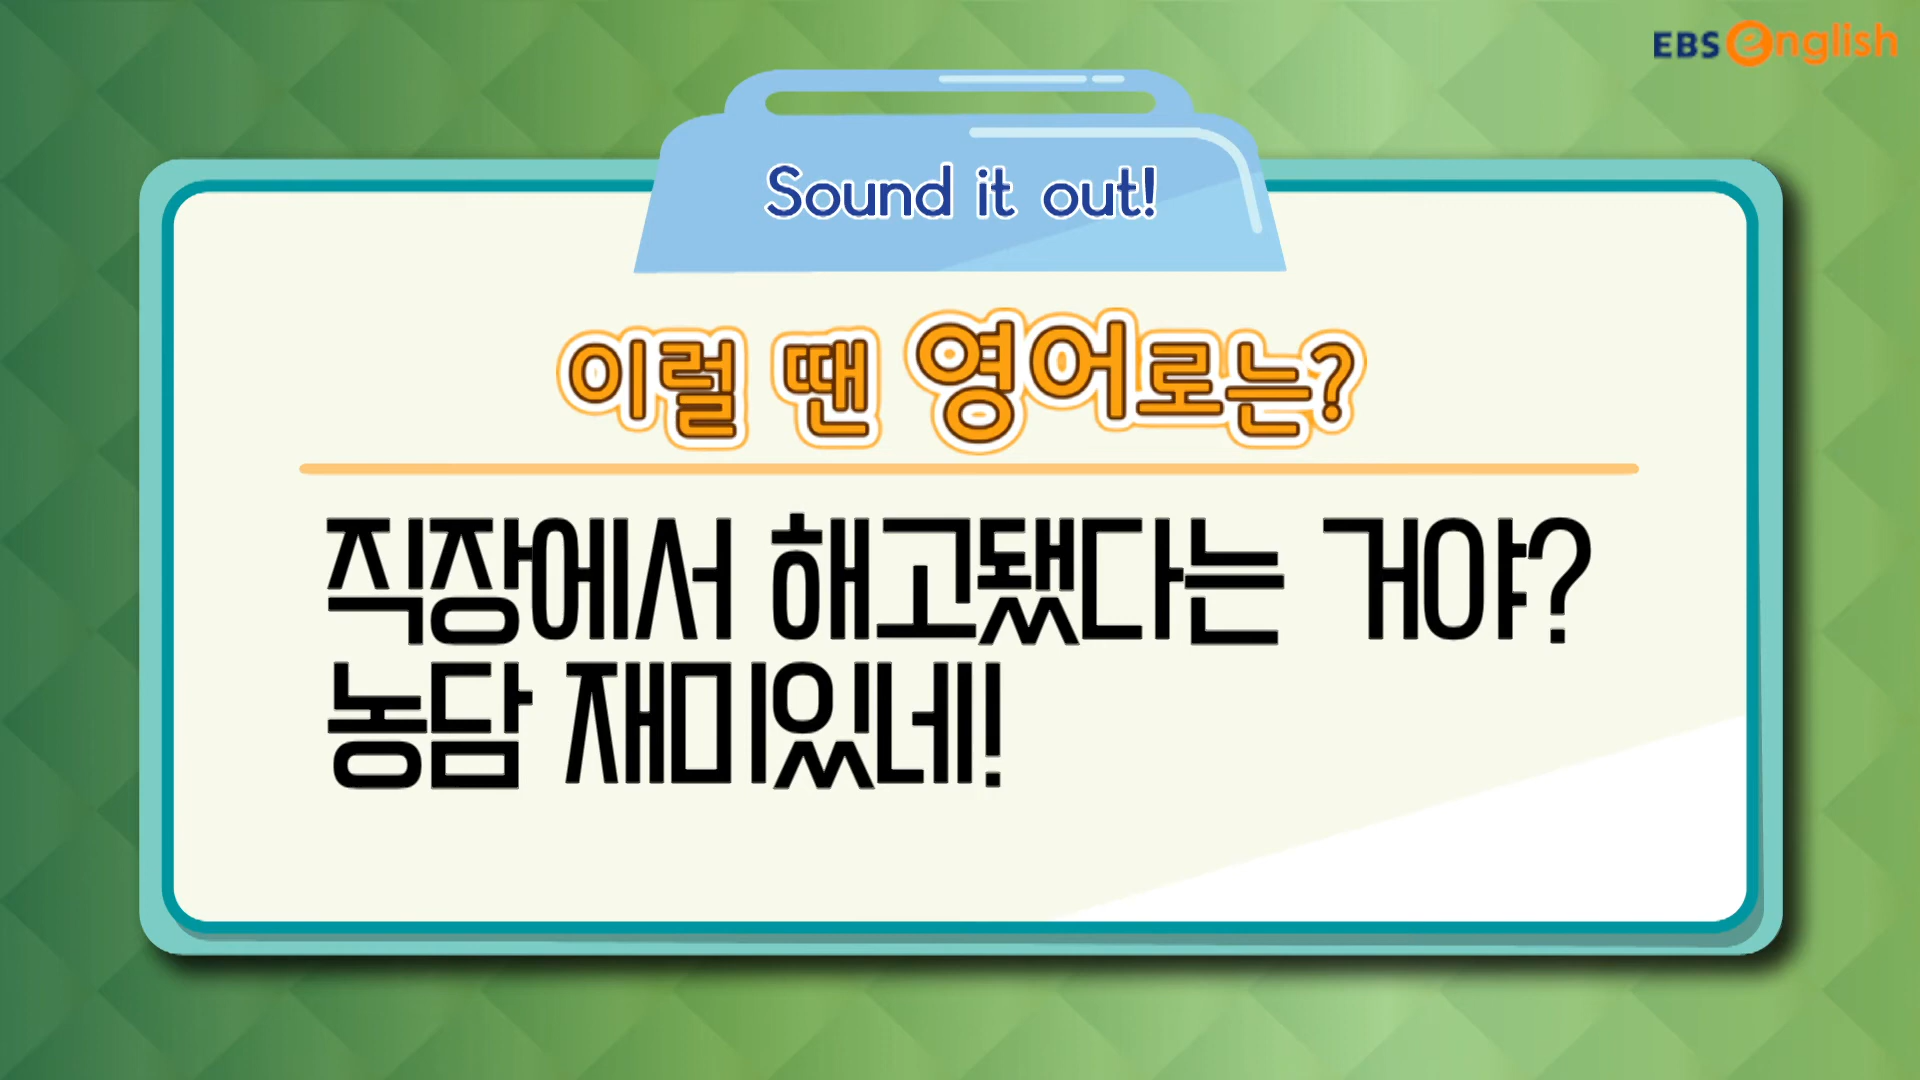 EBS english
Sound it out!
이럴 땐 영어로는?
직장에서 해고됐다는 거야?
농담 재미있네!